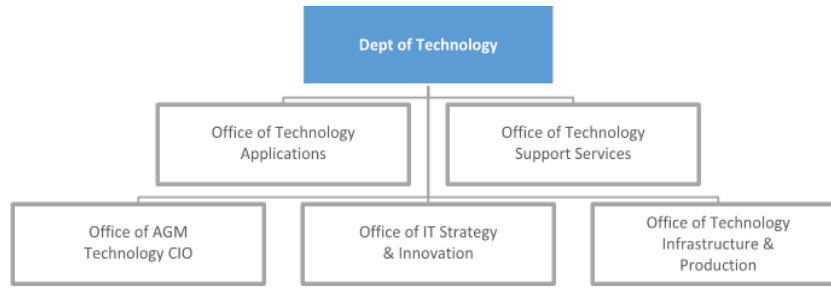 Dept of Technology
Office of Technology
Applications
Office of Technology
Support Services
Office of AGM
Technology CIO
Office of IT Strategy
& Innovation
Office of Technology
Infrastructure &
Production